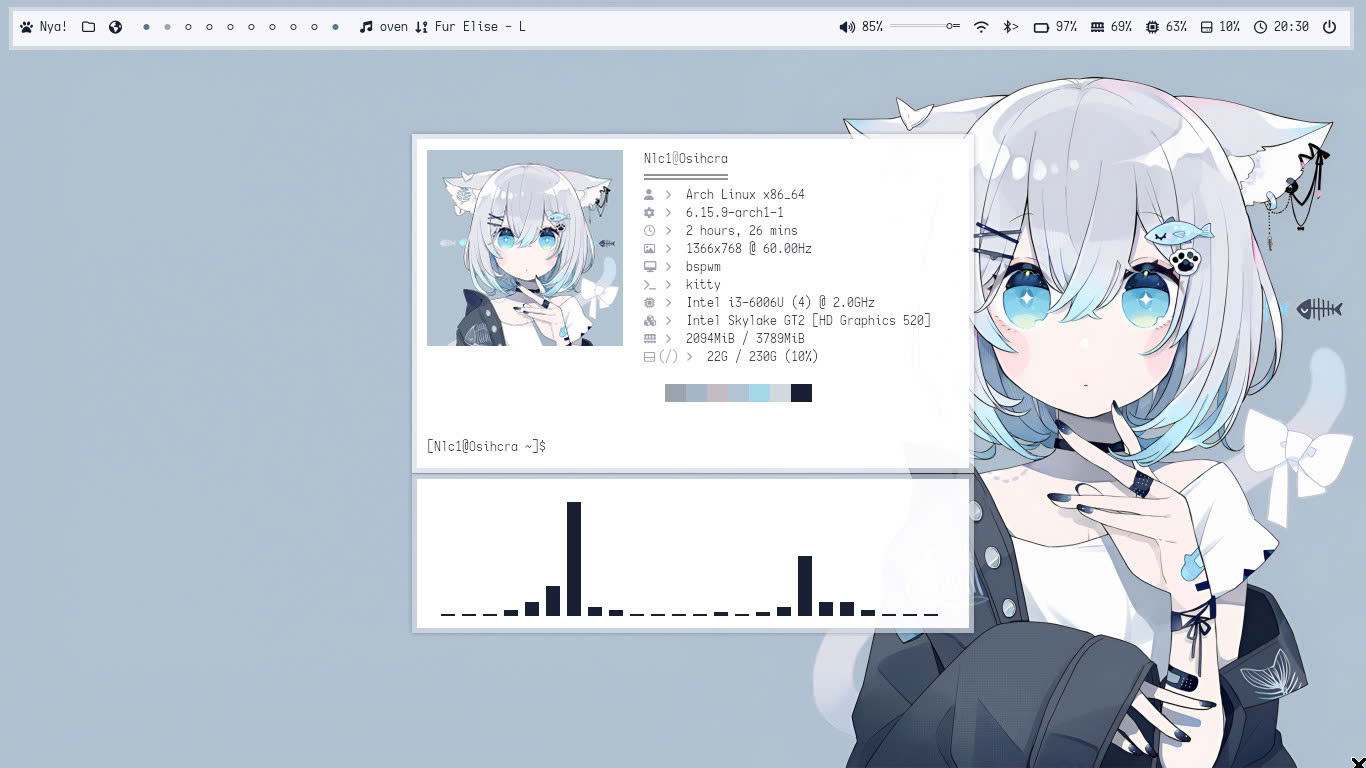 Nya!
oven Fur Elise - L
85% 97% 69% 63% 10% 20:30
N1c1@Osihcra
Arch Linux x86_64
6.15.9-arch1-1
2 hours, 26 mins
1366x768 @ 60.00Hz
bspwm
kitty
Intel i3-6006U (4) @ 2.0GHz
Intel Skylake GT2 [HD Graphics 520]
2094MiB / 3789MiB
(/) > 22G / 230G (10%)
[N1c1@Osihcra ~]$